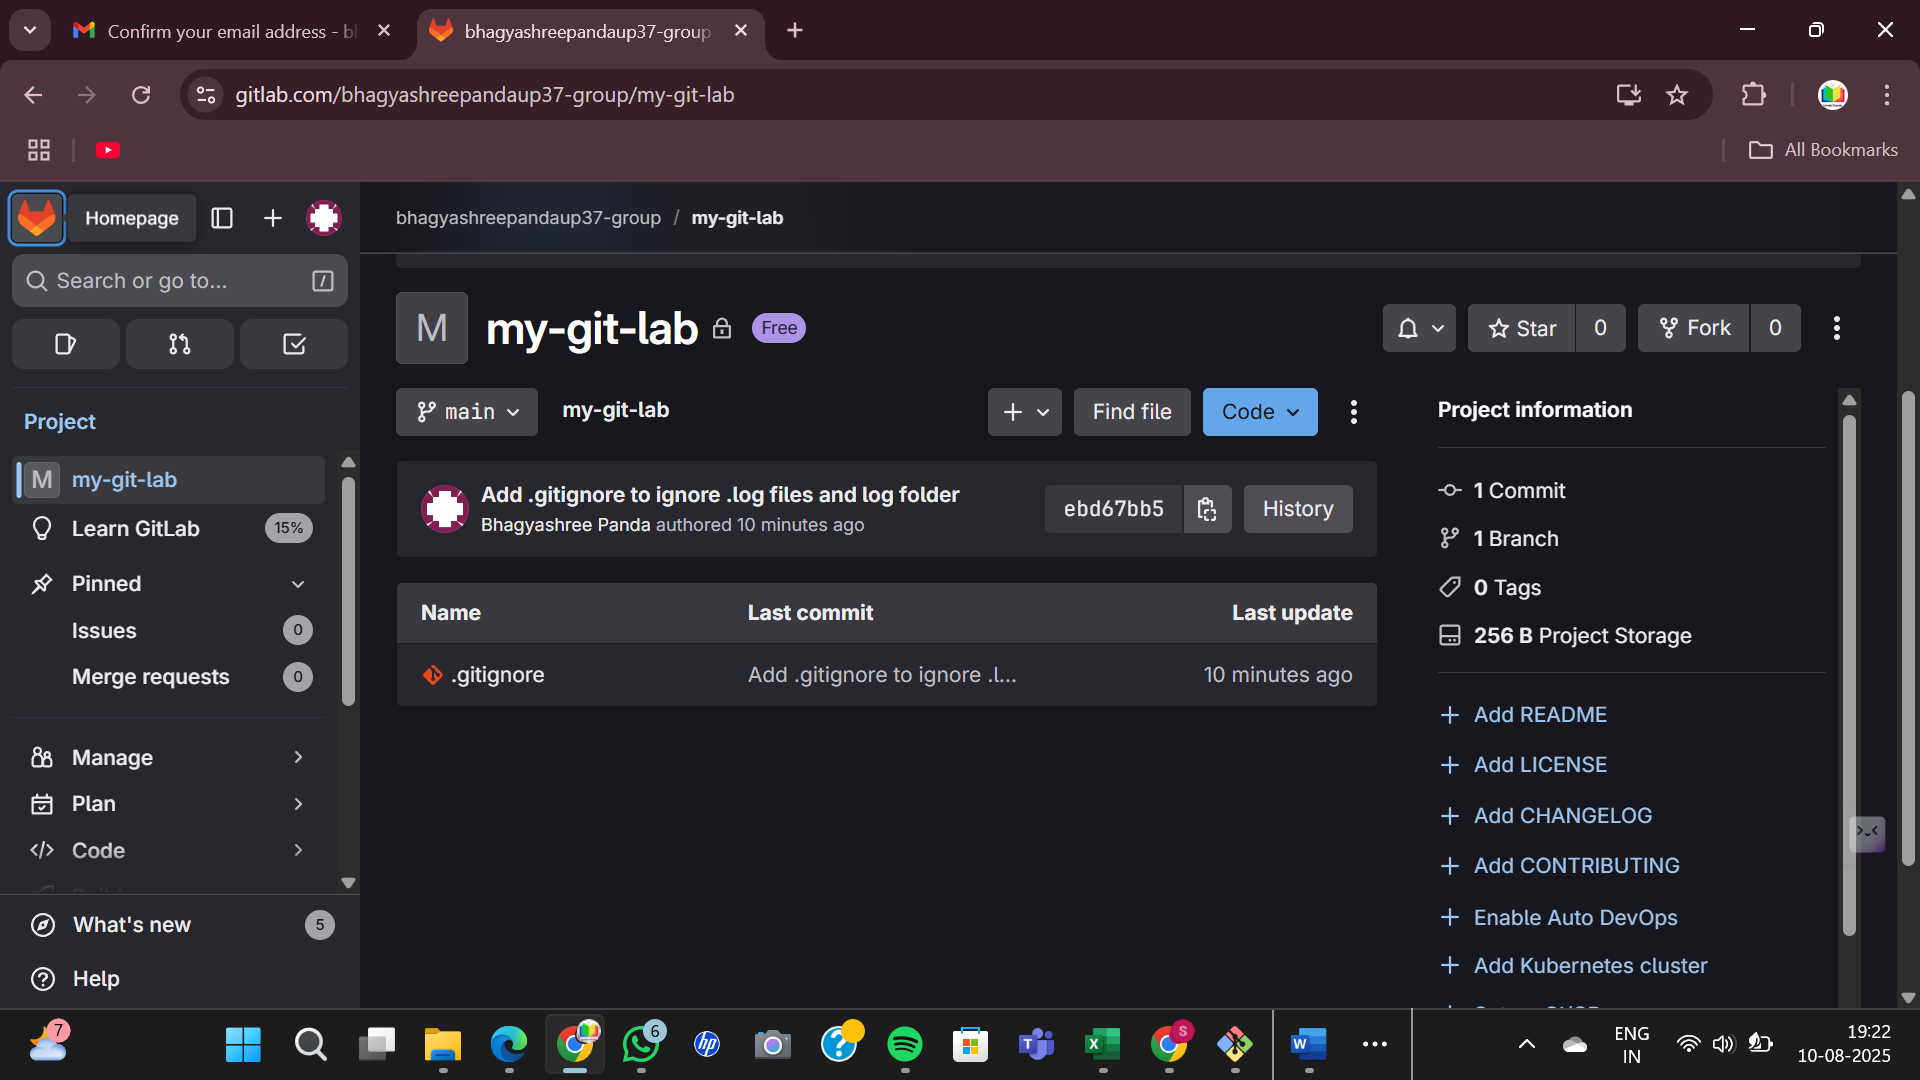 Confirm your email address - bl
bhagyashreepandaup37-group
gitlab.com/bhagyashreepandaup37-group/my-git-lab
All Bookmarks
Homepage
bhagyashreepandaup37-group / my-git-lab
Search or go to...
/
M
my-git-lab
Free
Star
0
Fork
0
main
my-git-lab
Find file
Code
Project information
Project
M
my-git-lab
Learn GitLab
15%
Pinned
Issues
0
Merge requests
0
Manage
Plan
Code
What's new
5
Help
Add .gitignore to ignore .log files and log folder
Bhagyashree Panda authored 10 minutes ago
ebd67bb5
History
Name
Last commit
Last update
.gitignore
Add .gitignore to ignore .l...
10 minutes ago
1 Commit
1 Branch
0 Tags
256 B Project Storage
Add README
Add LICENSE
Add CHANGELOG
Add CONTRIBUTING
Enable Auto DevOps
Add Kubernetes cluster
7
6
hp
?
T
X
S
W
ENG
IN
19:22
10-08-2025